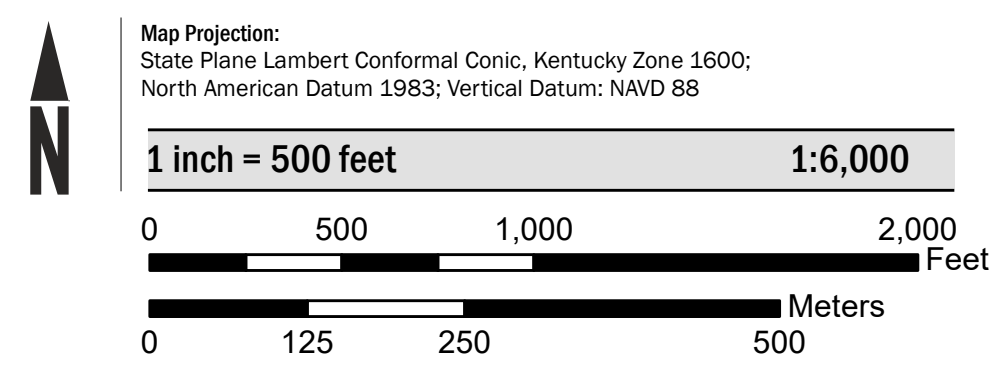 N
Map Projection:
State Plane Lambert Conformal Conic, Kentucky Zone 1600;
North American Datum 1983; Vertical Datum: NAVD 88
1 inch = 500 feet 1:6,000
0 500 1,000 2,000
Feet
Meters
0 125 250 500